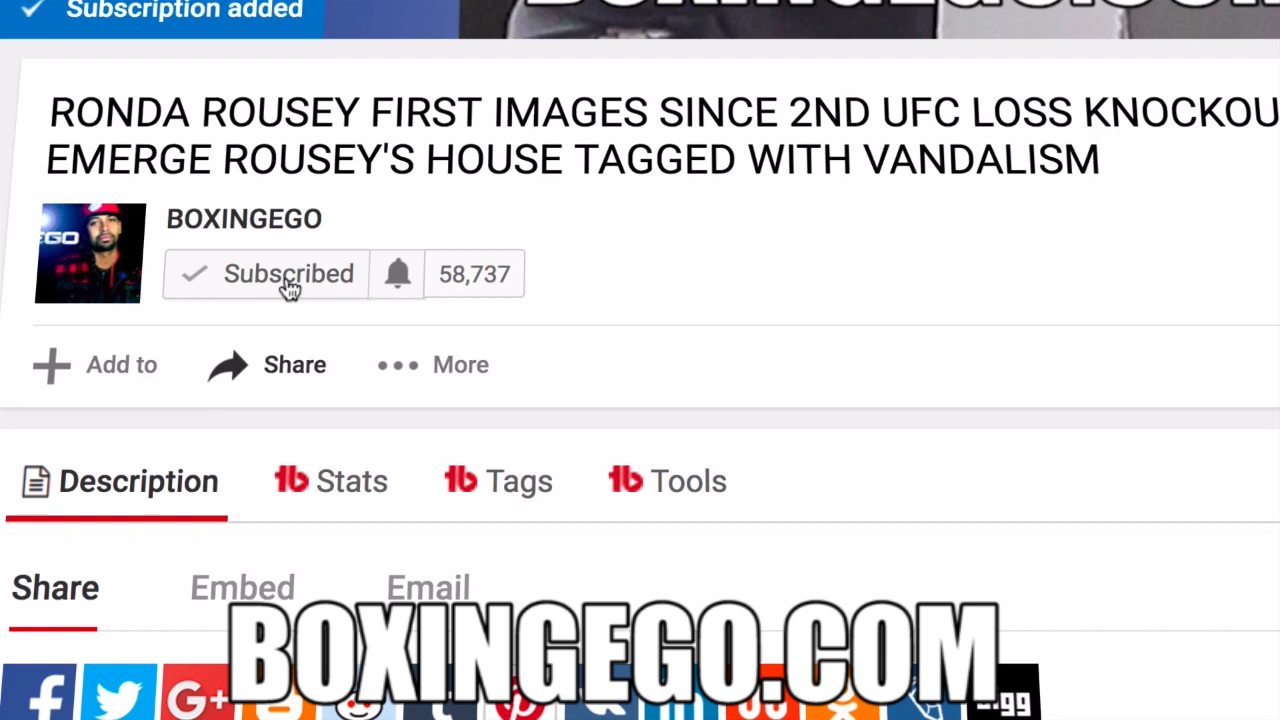 Subscription added
RONDA ROUSEY FIRST IMAGES SINCE 2ND UFC LOSS KNOCKOU
EMERGE ROUSEY'S HOUSE TAGGED WITH VANDALISM
EGO
BOXINGEGO
Subscribed 58,737
Add to Share More
Description Stats Tags Tools
Share Embed Email
BOXINGEGO.COM
G+